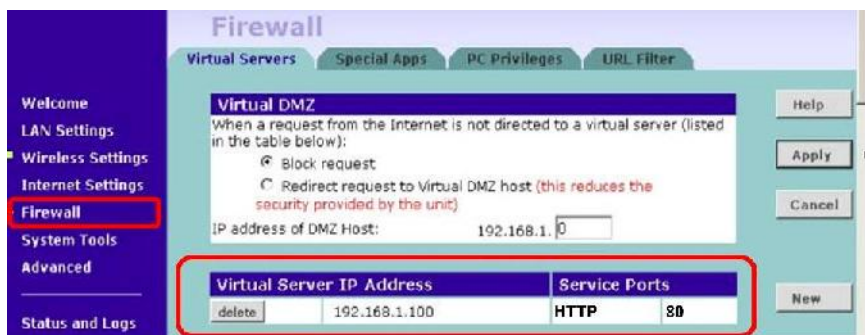 Firewall
Virtual Servers Special Apps PC Privileges URL Filter
Welcome
LAN Settings
Wireless Settings
Internet Settings
Firewall
System Tools
Advanced
Status and Logs
Virtual DMZ
When a request from the Internet is not directed to a virtual server (listed
in the table below):
Block request
Redirect request to Virtual DMZ host (this reduces the
security provided by the unit)
IP address of DMZ Host: 192.168.1. 0
Virtual Server IP Address Service Ports
delete 192.168.1.100 HTTP 80
Help
Apply
Cancel
New